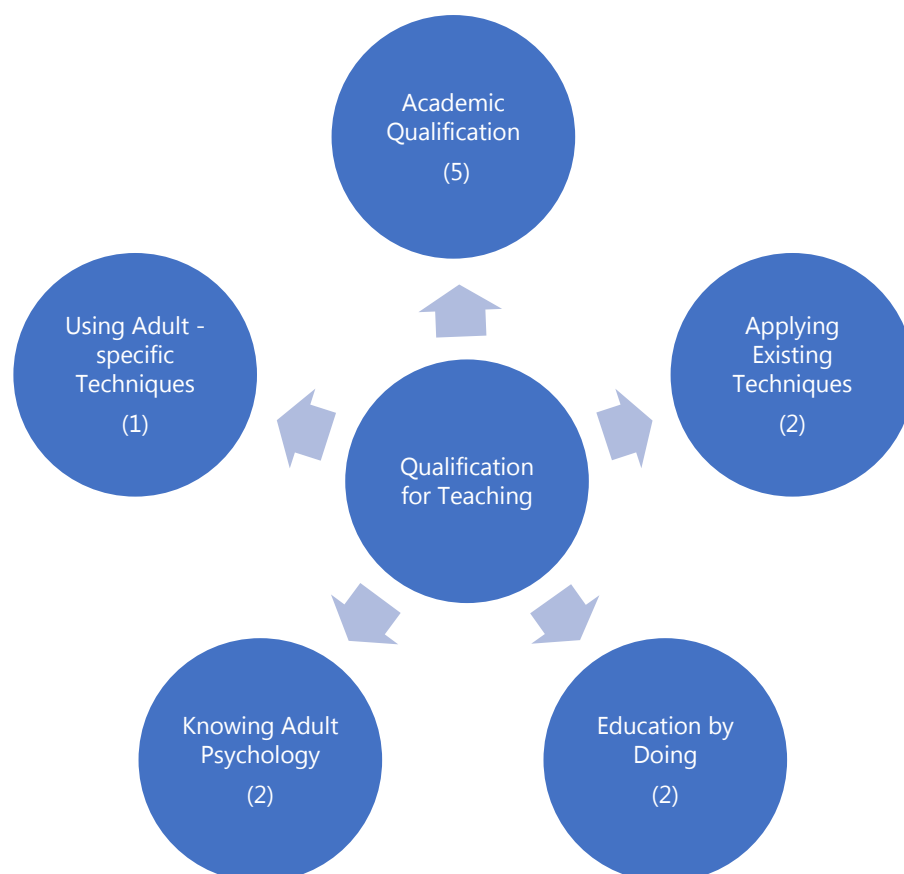 Academic
Qualification
(5)
Using Adult -
specific
Techniques
(1)
Applying
Existing
Techniques
(2)
Qualification
for Teaching
Knowing Adult
Psychology
(2)
Education by
Doing
(2)